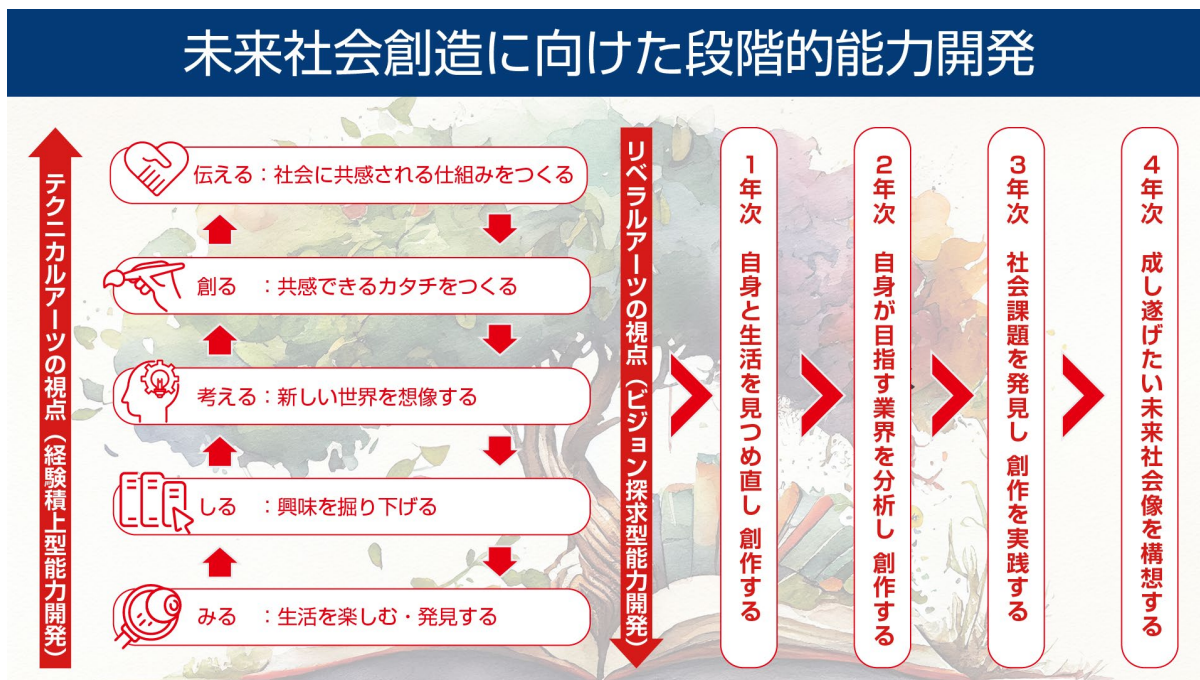 未来社会創造に向けた段階的能力開発
テクニカルアーツの視点（経験積上型能力開発）
伝える：社会に共感される仕組みをつくる
創る　：共感できるカタチをつくる
考える：新しい世界を想像する
しる　：興味を掘り下げる
みる　：生活を楽しむ・発見する
リベラルアーツの視点（ビジョン探求型能力開発）
1年次　自身と生活を見つめ直し 創作する
2年次　自身が目指す業界を分析し 創作する
3年次　社会課題を発見し 創作を実践する
4年次　成し遂げたい未来社会像を構想する